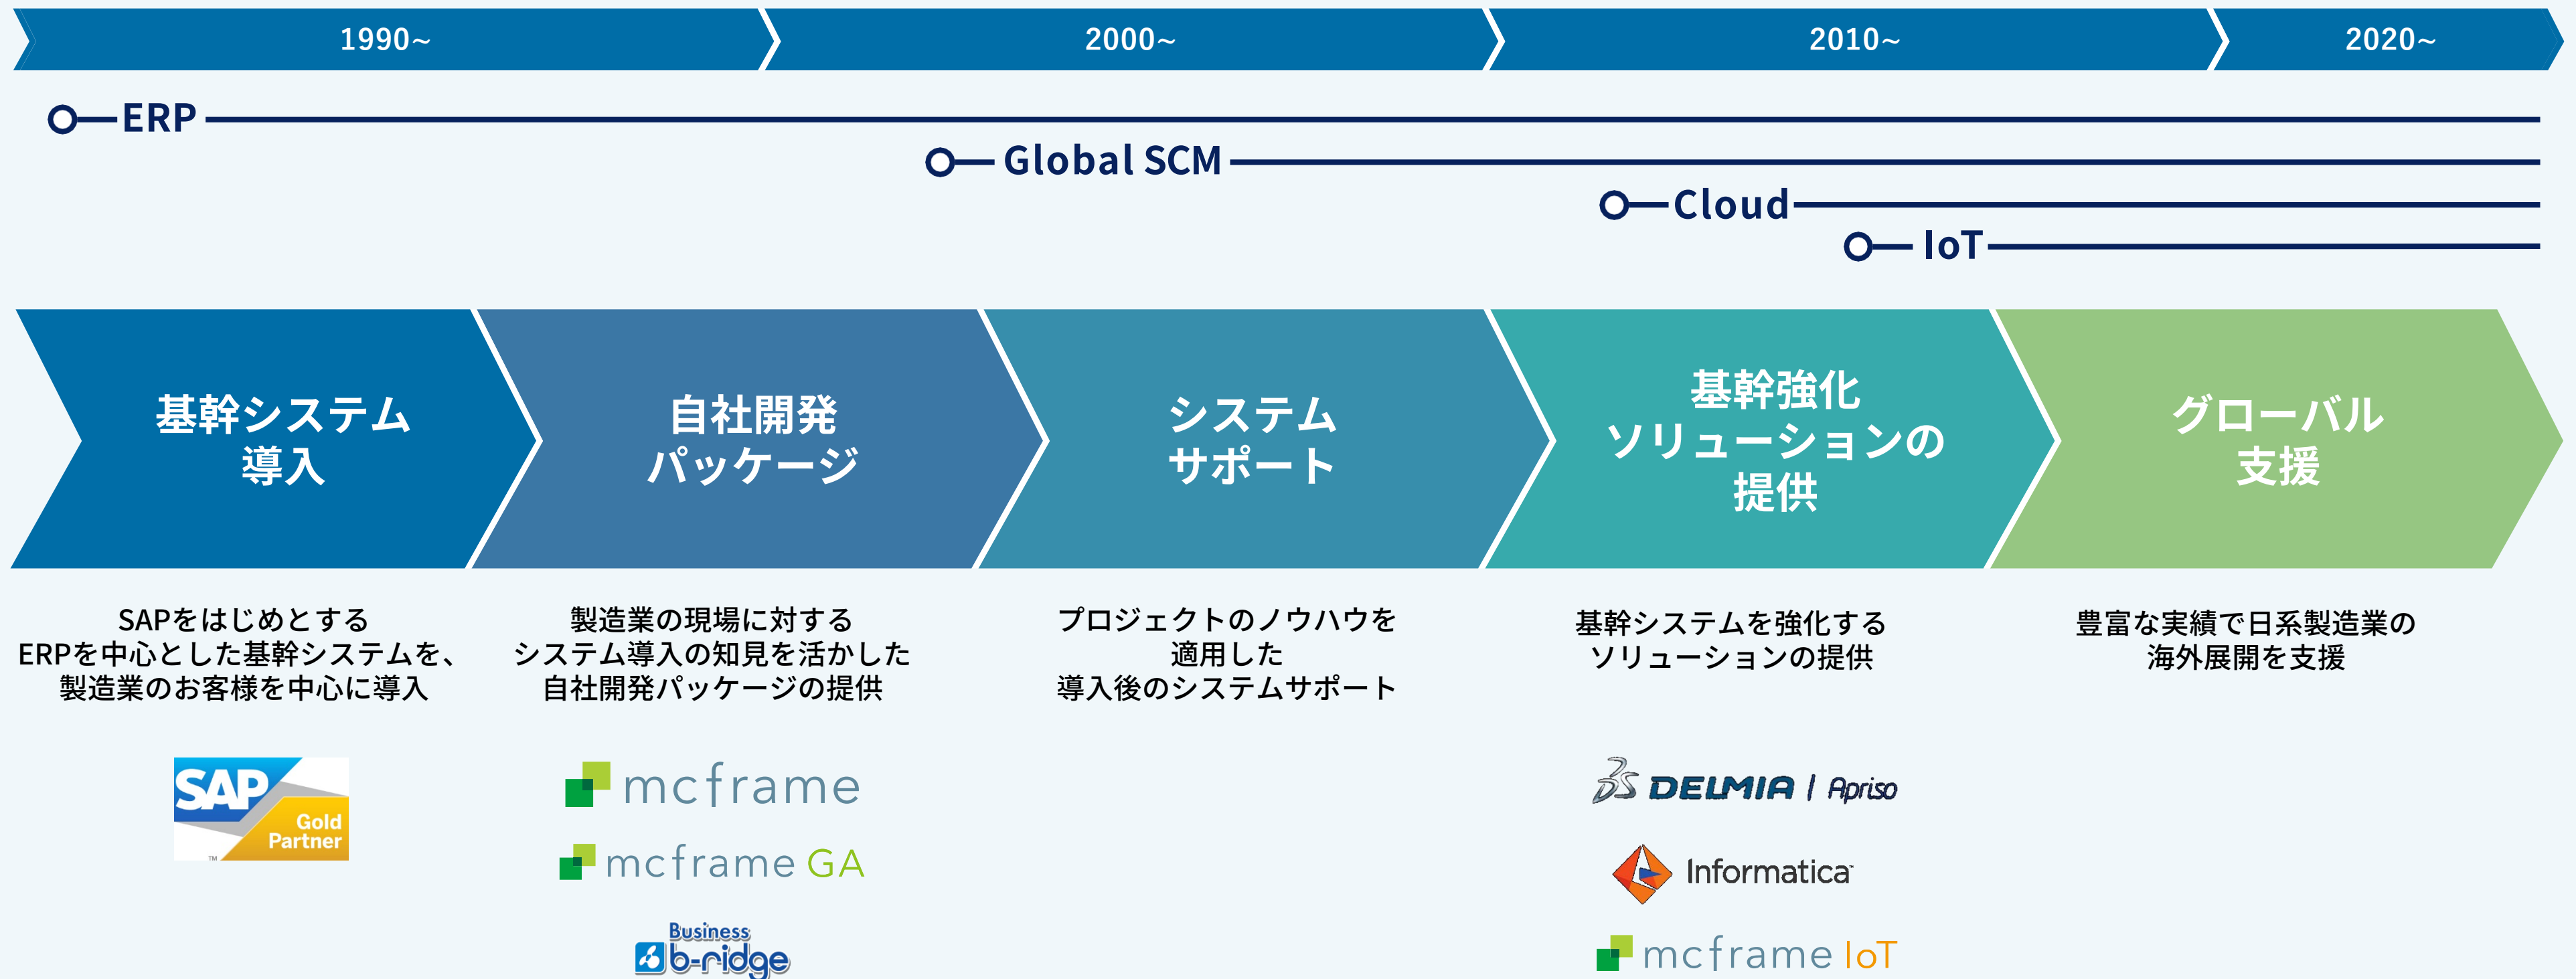 1990~
2000~
2010~
2020~
ERP
Global SCM
Cloud
IoT
基幹システム
導入
自社開発
パッケージ
システム
サポート
基幹強化
ソリューションの
提供
グローバル
支援
SAPをはじめとする
ERPを中心とした基幹システムを、
製造業のお客様を中心に導入
製造業の現場に対する
システム導入の知見を活かした
自社開発パッケージの提供
プロジェクトのノウハウを
適用した
導入後のシステムサポート
基幹システムを強化する
ソリューションの提供
豊富な実績で日系製造業の
海外展開を支援
SAP
Gold
Partner
TM
mcframe
mcframe GA
Business
b-ridge
3S DELMIA | Apriso
Informatica™
mcframe IoT